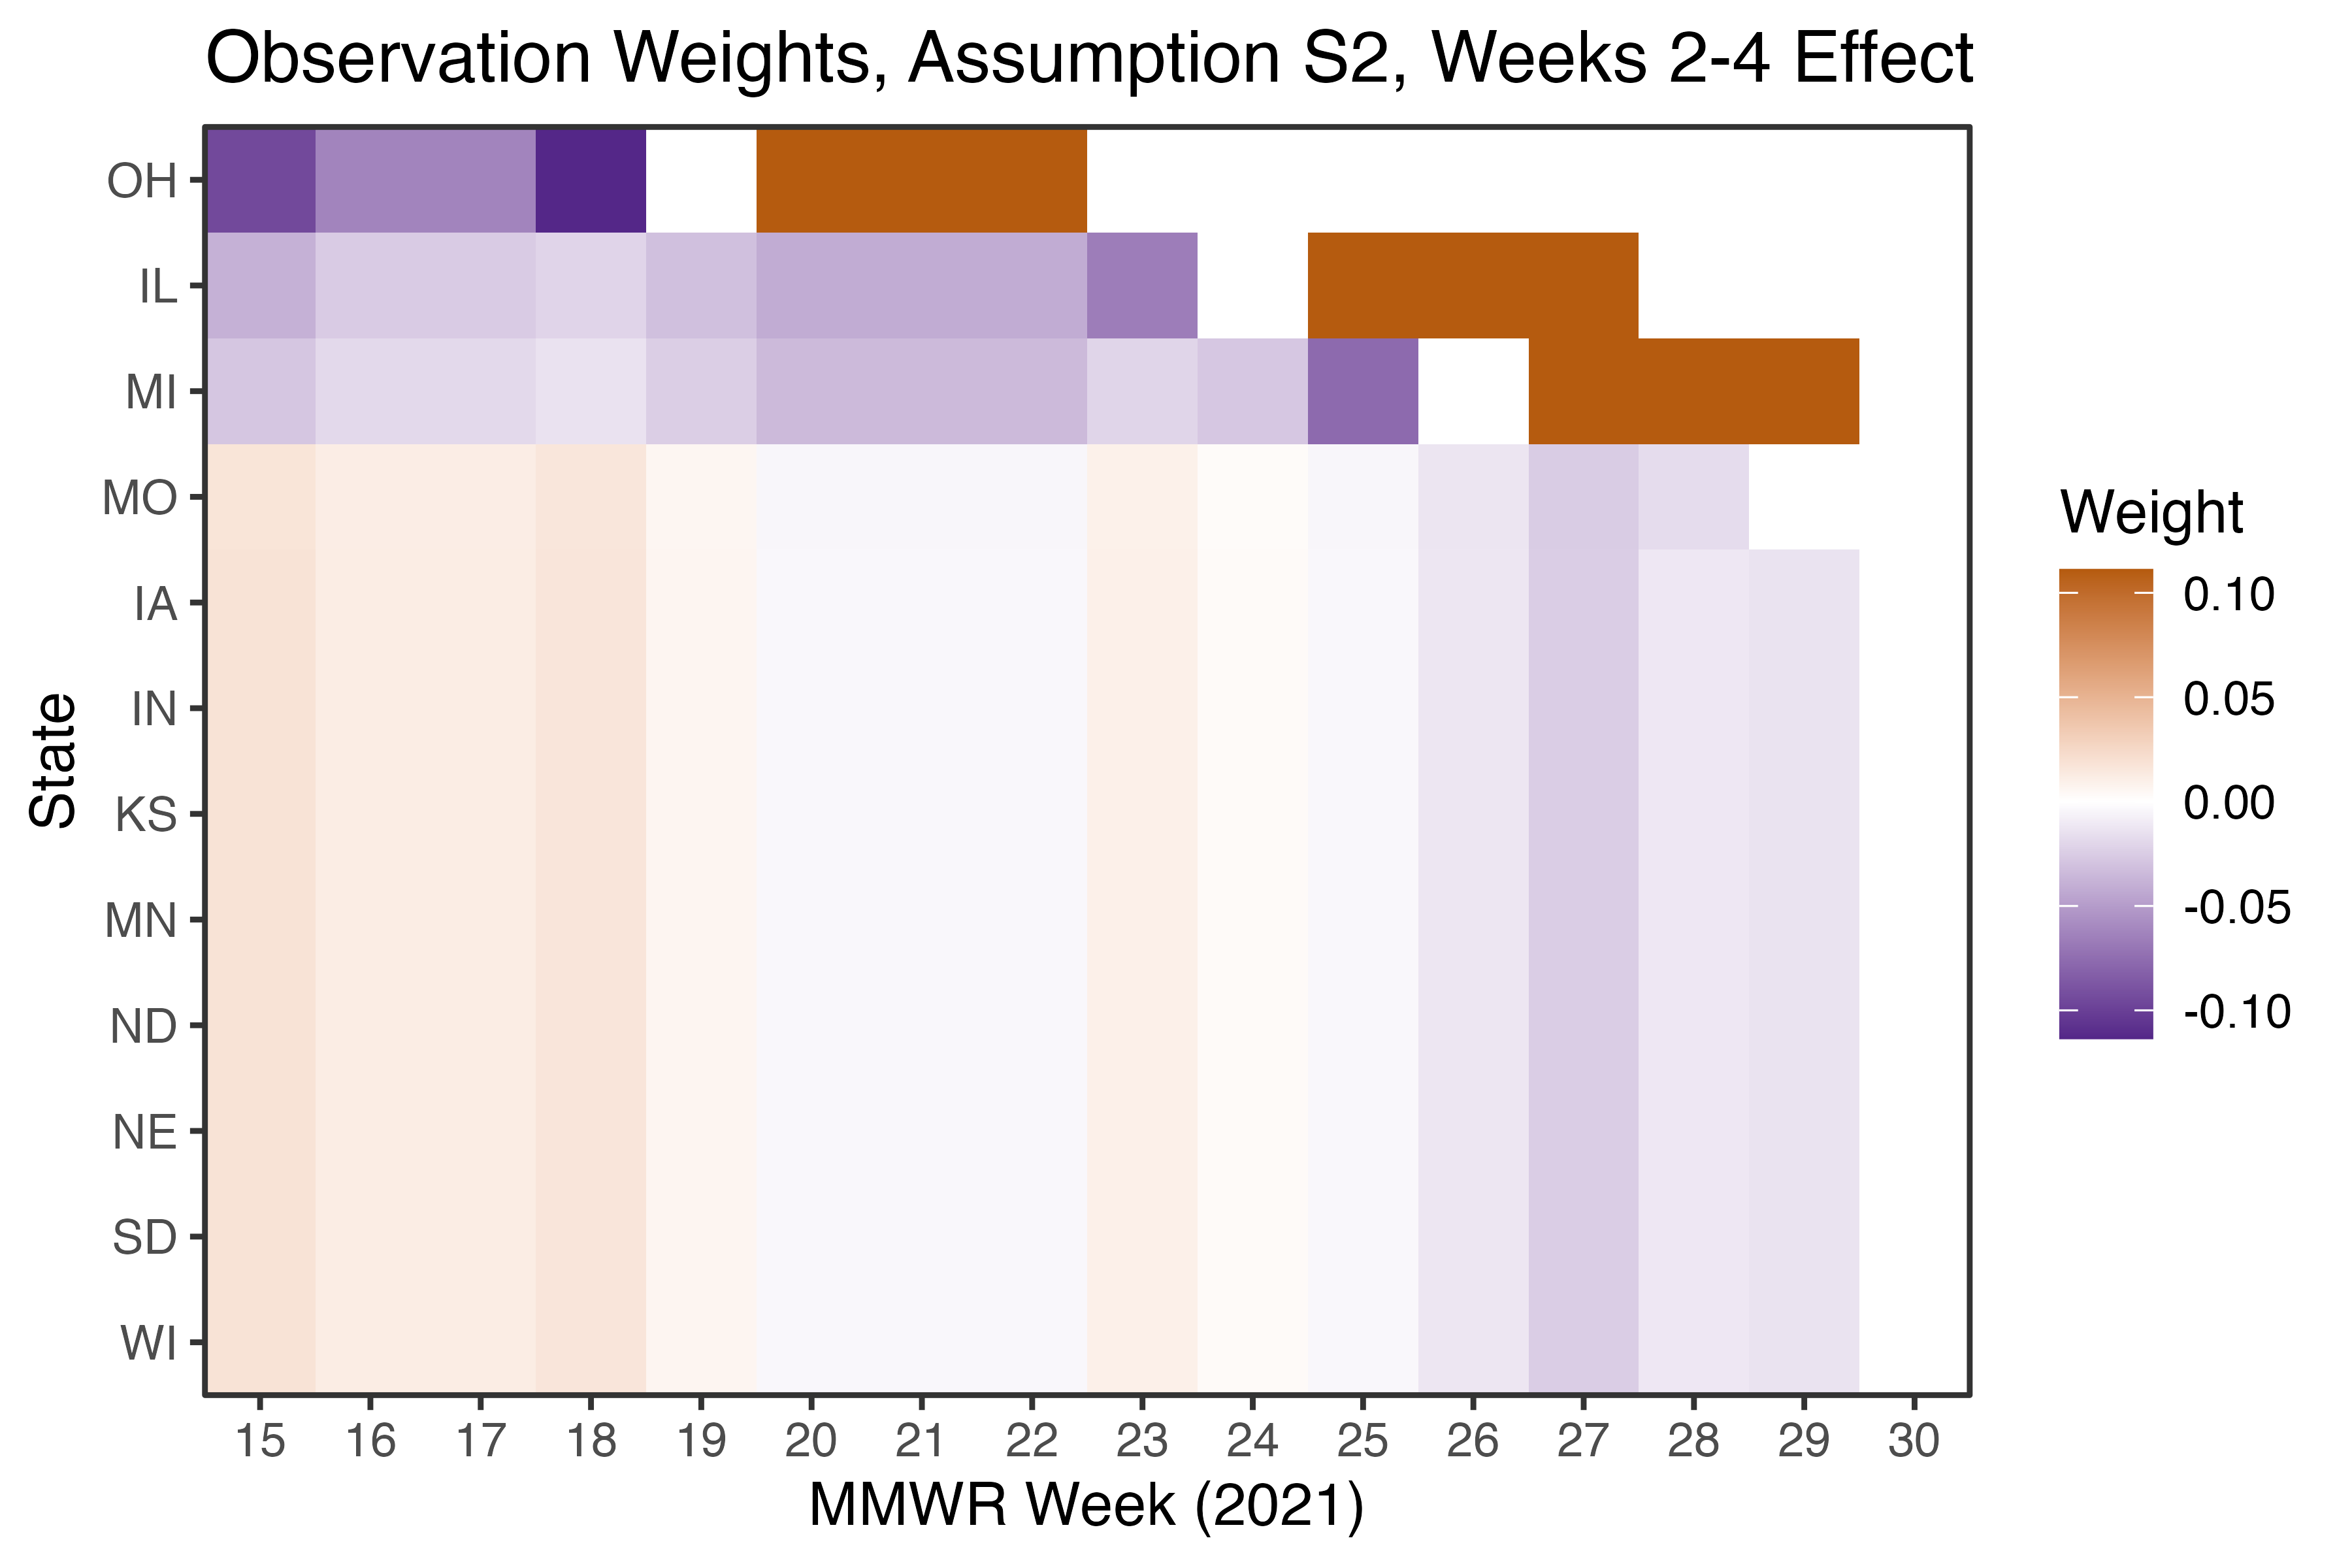 Observation Weights, Assumption S2, Weeks 2-4 Effect
OH
IL
MI
MO
IA
IN
KS
MN
ND
NE
SD
WI
State
15 16 17 18 19 20 21 22 23 24 25 26 27 28 29 30
MMWR Week (2021)
Weight
0.10
0.05
0.00
-0.05
-0.10